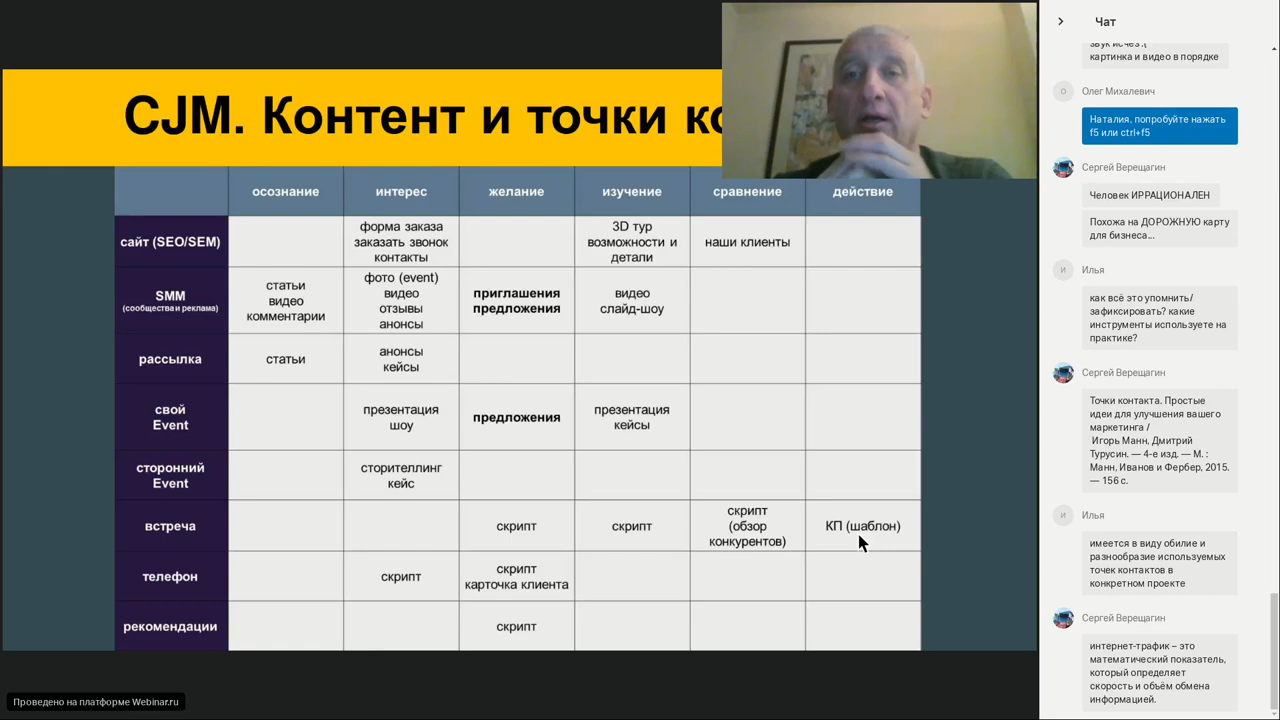 CJM. Контент и точки ко
осознание
интерес
желание
изучение
сравнение
действие
сайт (SEO/SEM)
форма заказа
заказать звонок
контакты
3D тур
возможности и
детали
наши клиенты
SMM
(сообщества и реклама)
статьи
видео
комментарии
фото (event)
видео
отзывы
анонсы
приглашения
предложения
видео
слайд-шоу
рассылка
статьи
анонсы
кейсы
свой
Event
презентация
шоу
предложения
презентация
кейсы
сторонний
Event
сторителлинг
кейс
встреча
скрипт
скрипт
скрипт
(обзор
конкурентов)
КП (шаблон)
телефон
скрипт
скрипт
карточка клиента
рекомендации
скрипт
Проведено на платформе Webinar.ru
Чат
звук исчез :(
картинка и видео в порядке
О
Олег Михалевич
Наталия, попробуйте нажать
f5 или ctrl+f5
Сергей Верещагин
Человек ИРРАЦИОНАЛЕН
Похожа на ДОРОЖНУЮ карту
для бизнеса...
И
Илья
как всё это упомнить/
зафиксировать? какие
инструменты используете на
практике?
Сергей Верещагин
Точки контакта. Простые
идеи для улучшения вашего
маркетинга /
Игорь Манн, Дмитрий
Турусин. — 4-е изд. — М. :
Манн, Иванов и Фербер, 2015.
— 156 с.
И
Илья
имеется в виду обилие и
разнообразие используемых
точек контактов в
конкретном проекте
Сергей Верещагин
интернет-трафик – это
математический показатель,
который определяет
скорость и объём обмена
информацией.